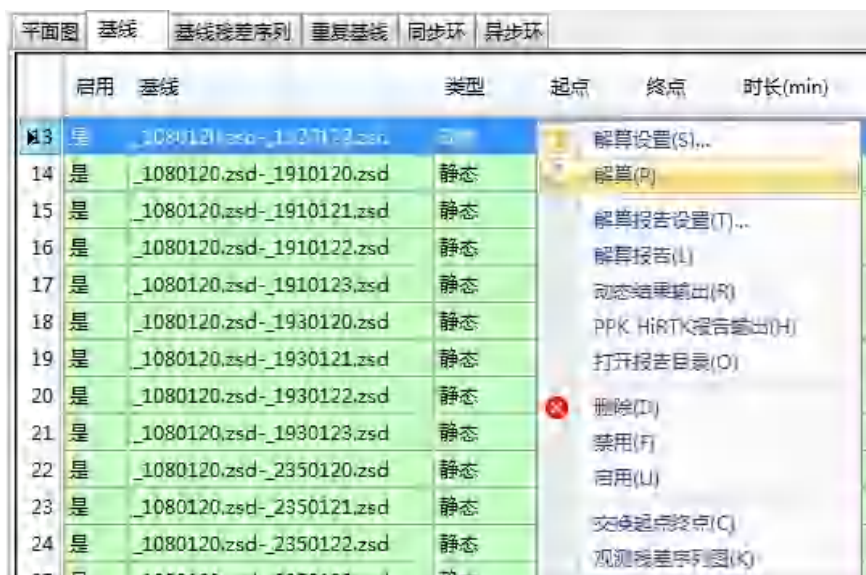 平面图 基线 基线残差序列 重复基线 同步环 异步环
启用 基线 类型 起点 终点 时长(min)
13 是
14 是 _1080120.zsd-_1910120.zsd 静态
15 是 _1080120.zsd-_1910121.zsd 静态
16 是 _1080120.zsd-_1910122.zsd 静态
17 是 _1080120.zsd-_1910123.zsd 静态
18 是 _1080120.zsd-_1930120.zsd 静态
19 是 _1080120.zsd-_1930121.zsd 静态
20 是 _1080120.zsd-_1930122.zsd 静态
21 是 _1080120.zsd-_1930123.zsd 静态
22 是 _1080120.zsd-_2350120.zsd 静态
23 是 _1080120.zsd-_2350121.zsd 静态
24 是 _1080120.zsd-_2350122.zsd 静态
解算设置(S)...
解算(P)
解算报告设置(T)...
解算报告(L)
动态结果输出(R)
PPK HiRTK报告输出(H)
打开报告目录(O)
删除(D)
禁用(F)
启用(U)
交换起点终点(C)
观测残差序列图(K)